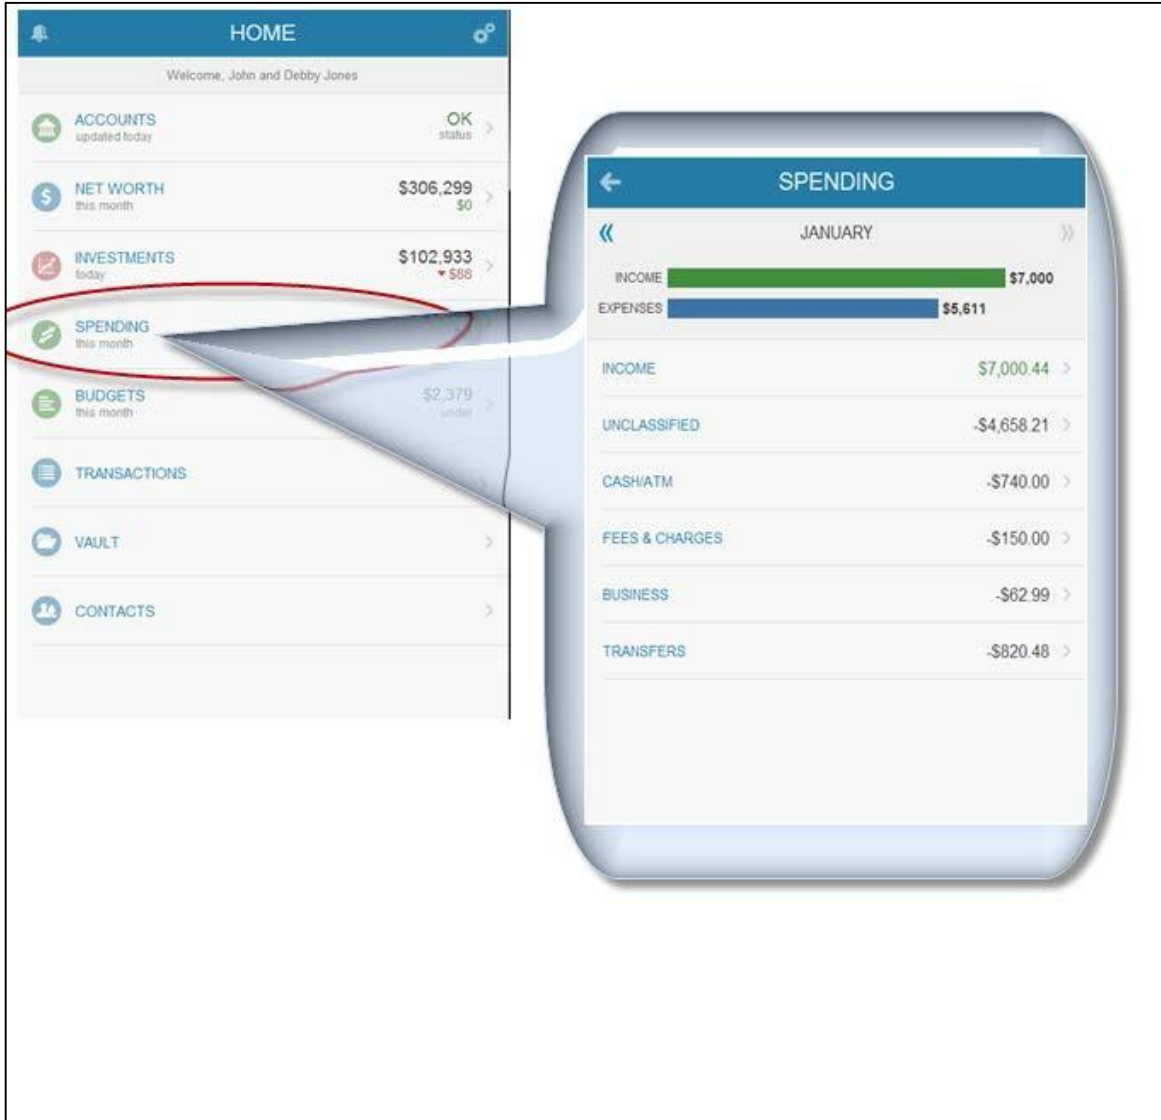 HOME
Welcome, John and Debby Jones
ACCOUNTS
updated today
OK
status
NET WORTH
this month
$306,299
$0
INVESTMENTS
today
$102,933
▼ $86
SPENDING
this month
BUDGETS
this month
$2,379
under
TRANSACTIONS
VAULT
CONTACTS
SPENDING
JANUARY
INCOME $7,000
EXPENSES $5,611
INCOME $7,000.44
UNCLASSIFIED -$4,658.21
CASH/ATM -$740.00
FEES & CHARGES -$150.00
BUSINESS -$62.99
TRANSFERS -$820.48